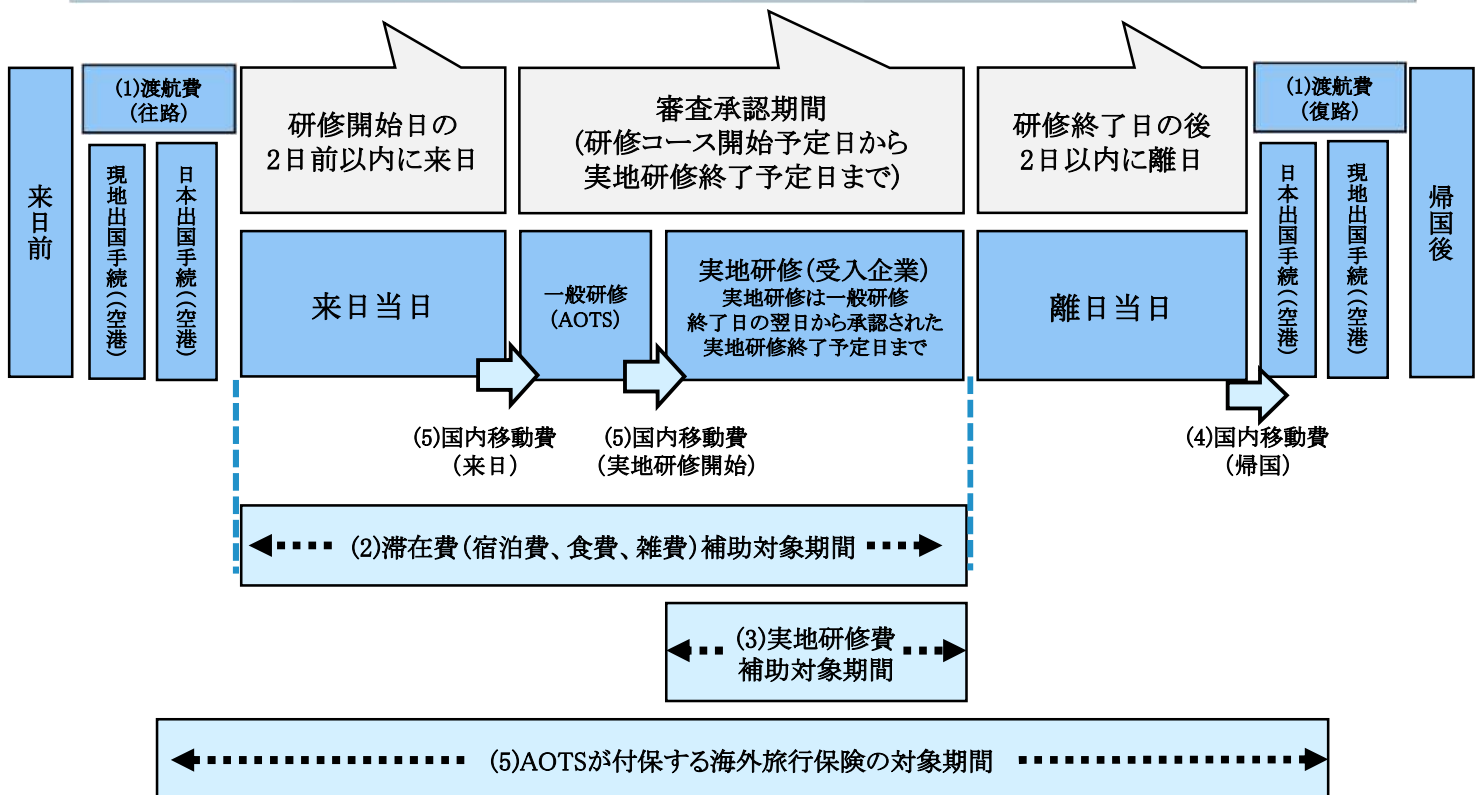 来日前
(1)渡航費
(往路)
現地出国手続((空港)
日本出国手続((空港)
研修開始日の
2日前以内に来日
審査承認期間
(研修コース開始予定日から
実地研修終了予定日まで)
研修終了日の後
2日以内に離日
(1)渡航費
(復路)
日本出国手続((空港)
現地出国手続((空港)
帰国後
来日当日
一般研修
(AOTS)
実地研修(受入企業)
実地研修は一般研修
終了日の翌日から承認された
実地研修終了予定日まで
離日当日
(5)国内移動費
(来日)
(5)国内移動費
(実地研修開始)
(4)国内移動費
(帰国)
(2)滞在費(宿泊費、食費、雑費)補助対象期間
(3)実地研修費
補助対象期間
(5)AOTSが付保する海外旅行保険の対象期間